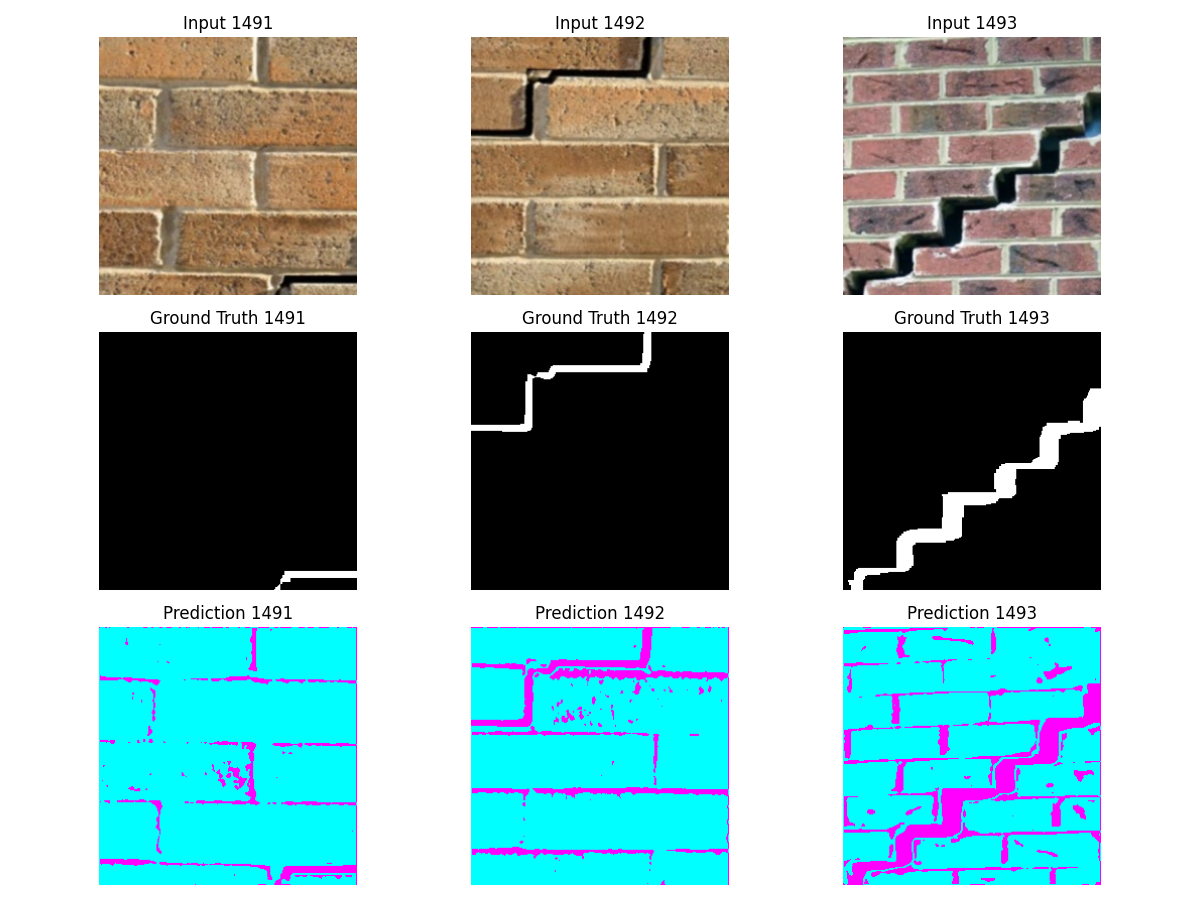 Input 1491
Input 1492
Input 1493
Ground Truth 1491
Ground Truth 1492
Ground Truth 1493
Prediction 1491
Prediction 1492
Prediction 1493